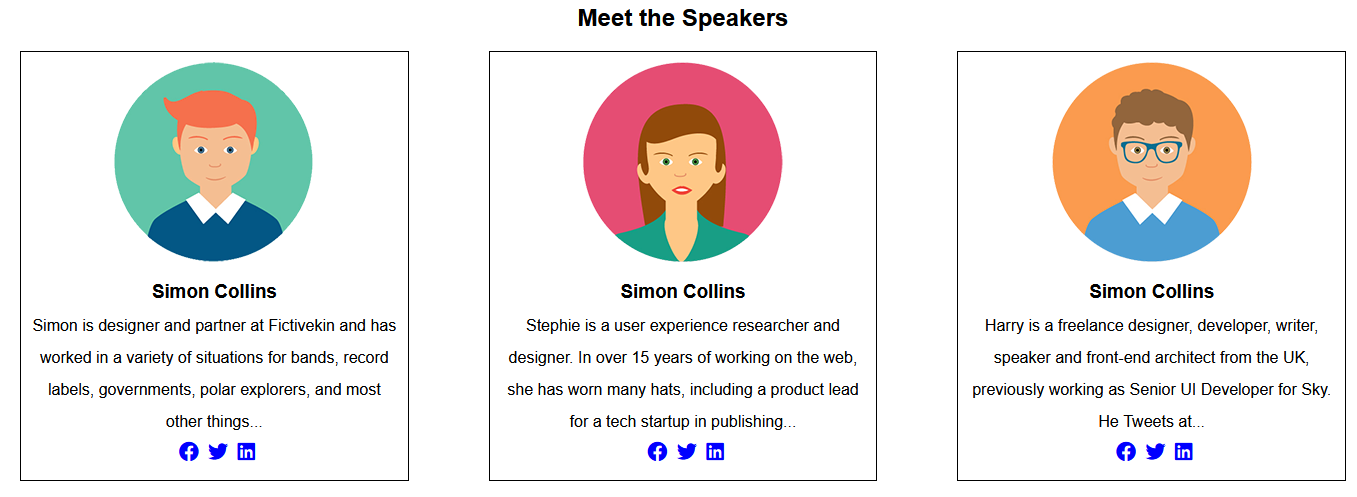 Meet the Speakers
Simon Collins
Simon is designer and partner at Fictivekin and has
worked in a variety of situations for bands, record
labels, governments, polar explorers, and most
other things...
Simon Collins
Stephie is a user experience researcher and
designer. In over 15 years of working on the web,
she has worn many hats, including a product lead
for a tech startup in publishing...
Simon Collins
Harry is a freelance designer, developer, writer,
speaker and front-end architect from the UK,
previously working as Senior UI Developer for Sky.
He Tweets at...